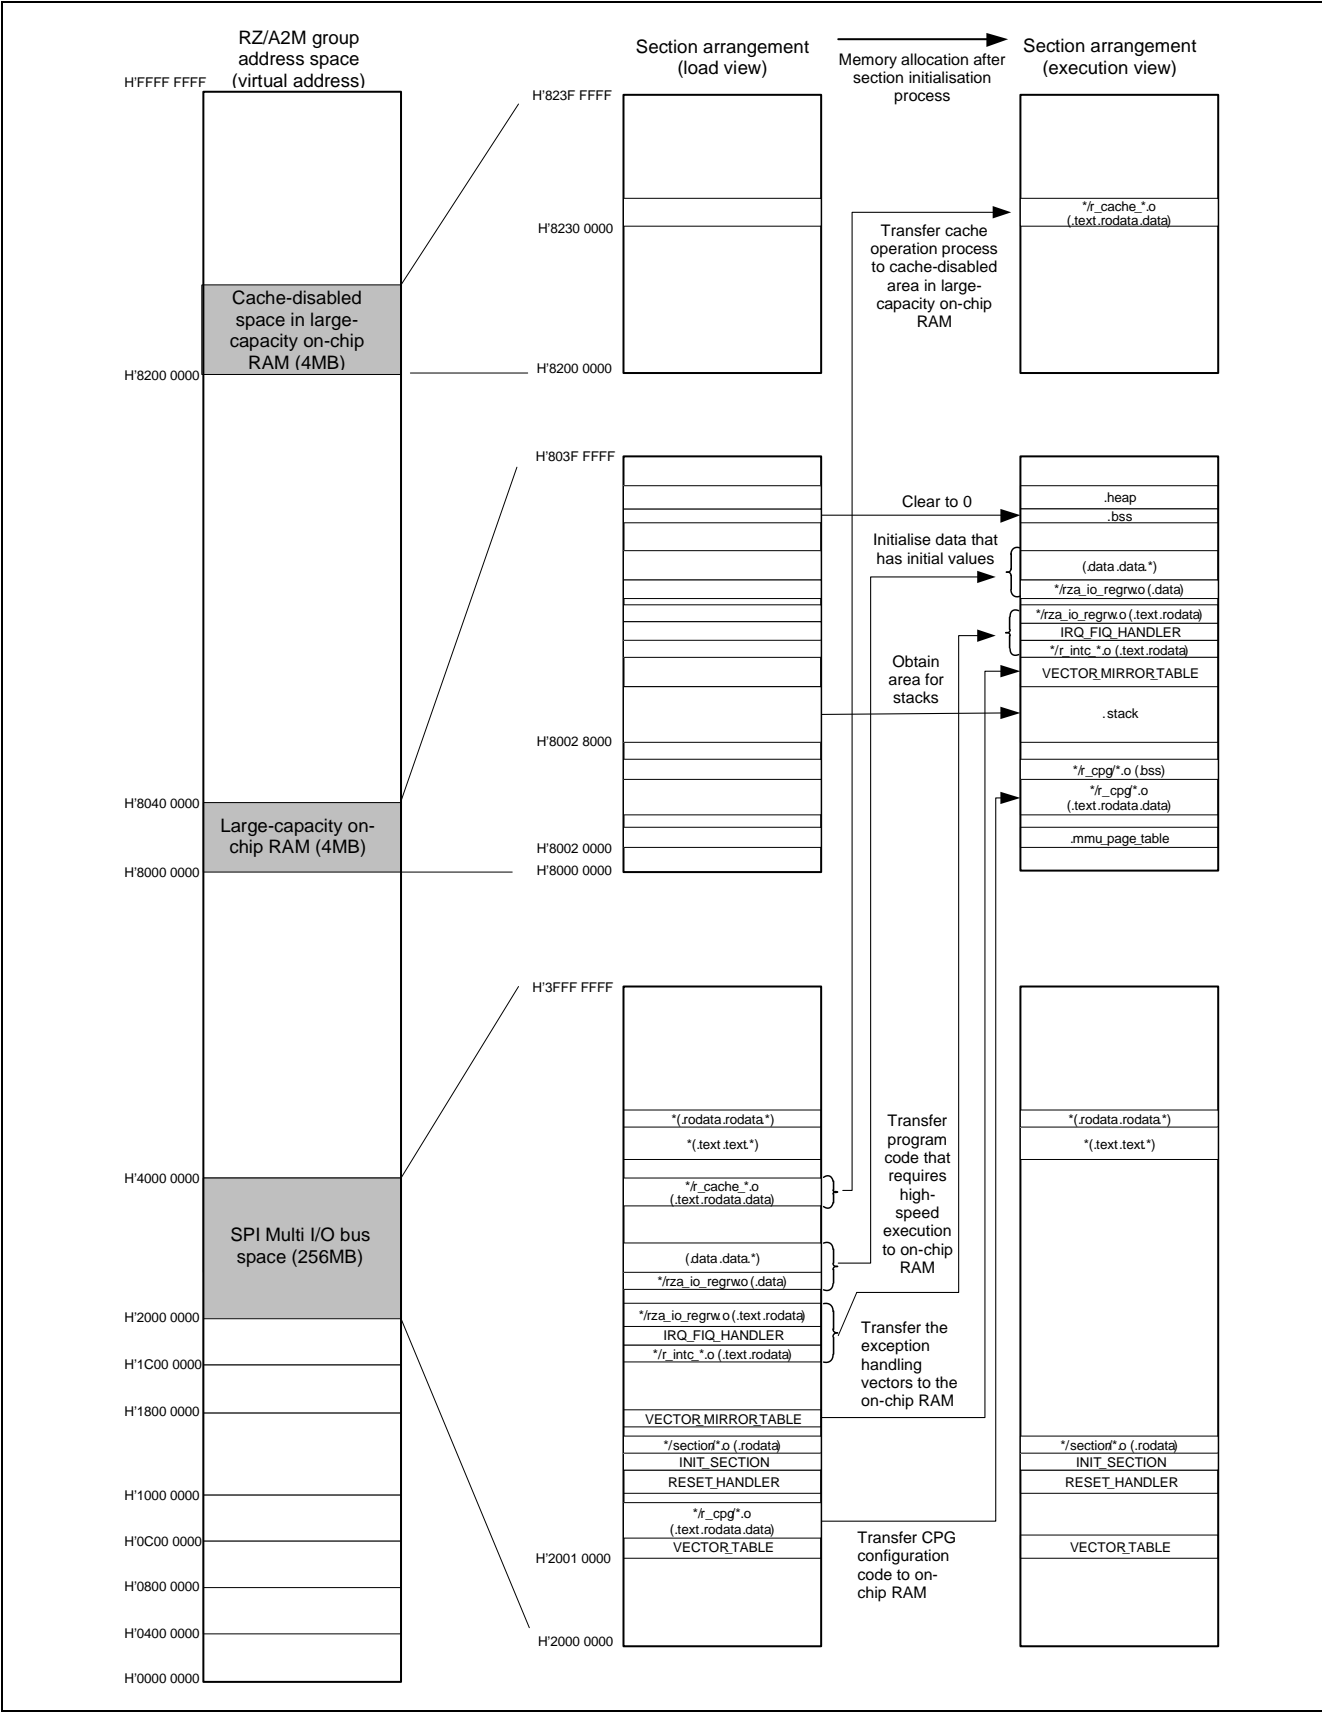 RZ/A2M group
address space
(virtual address)
H'FFFF FFFF
Cache-disabled
space in large-
capacity on-chip
RAM (4MB)
H'8200 0000
H'8040 0000
Large-capacity on-
chip RAM (4MB)
H'8000 0000
H'4000 0000
SPI Multi I/O bus
space (256MB)
H'2000 0000
H'1C00 0000
H'1800 0000
H'1000 0000
H'0C00 0000
H'0800 0000
H'0400 0000
H'0000 0000
Section arrangement
(load view)
H'823F FFFF
H'8230 0000
H'8200 0000
H'803F FFFF
H'8002 8000
H'8002 0000
H'8000 0000
H'3FFF FFFF
*(.rodata.rodata.*)
*(.text.text.*)
*/r_cache_*.o
(.text.rodata.data)
(.data.data.*)
*/rza_io_regrw.o (.data)
*/rza_io_regrw.o (.text.rodata)
IRQ_FIQ_HANDLER
*/r_intc_*.o (.text.rodata)
VECTOR_MIRROR_TABLE
*/section/*.o (.rodata)
INIT_SECTION
RESET_HANDLER
*/r_cpg/*.o
(.text.rodata.data)
VECTOR_TABLE
H'2001 0000
H'2000 0000
Memory allocation after
section initialisation
process
Transfer cache
operation process
to cache-disabled
area in large-
capacity on-chip
RAM
Clear to 0
Initialise data that
has initial values
Obtain
area for
stacks
Transfer
program
code that
requires
high-
speed
execution
to on-chip
RAM
Transfer the
exception
handling
vectors to the
on-chip RAM
Transfer CPG
configuration
code to on-
chip RAM
Section arrangement
(execution view)
*/r_cache_*.o
(.text.rodata.data)
.heap
.bss
(.data.data.*)
*/rza_io_regrw.o (.data)
*/rza_io_regrw.o (.text.rodata)
IRQ_FIQ_HANDLER
*/r_intc_*.o (.text.rodata)
VECTOR_MIRROR_TABLE
.stack
*/r_cpg/*.o (.bss)
*/r_cpg/*.o
(.text.rodata.data)
.mmu_page_table
*(.rodata.rodata.*)
*(.text.text.*)
*/section/*.o (.rodata)
INIT_SECTION
RESET_HANDLER
VECTOR_TABLE